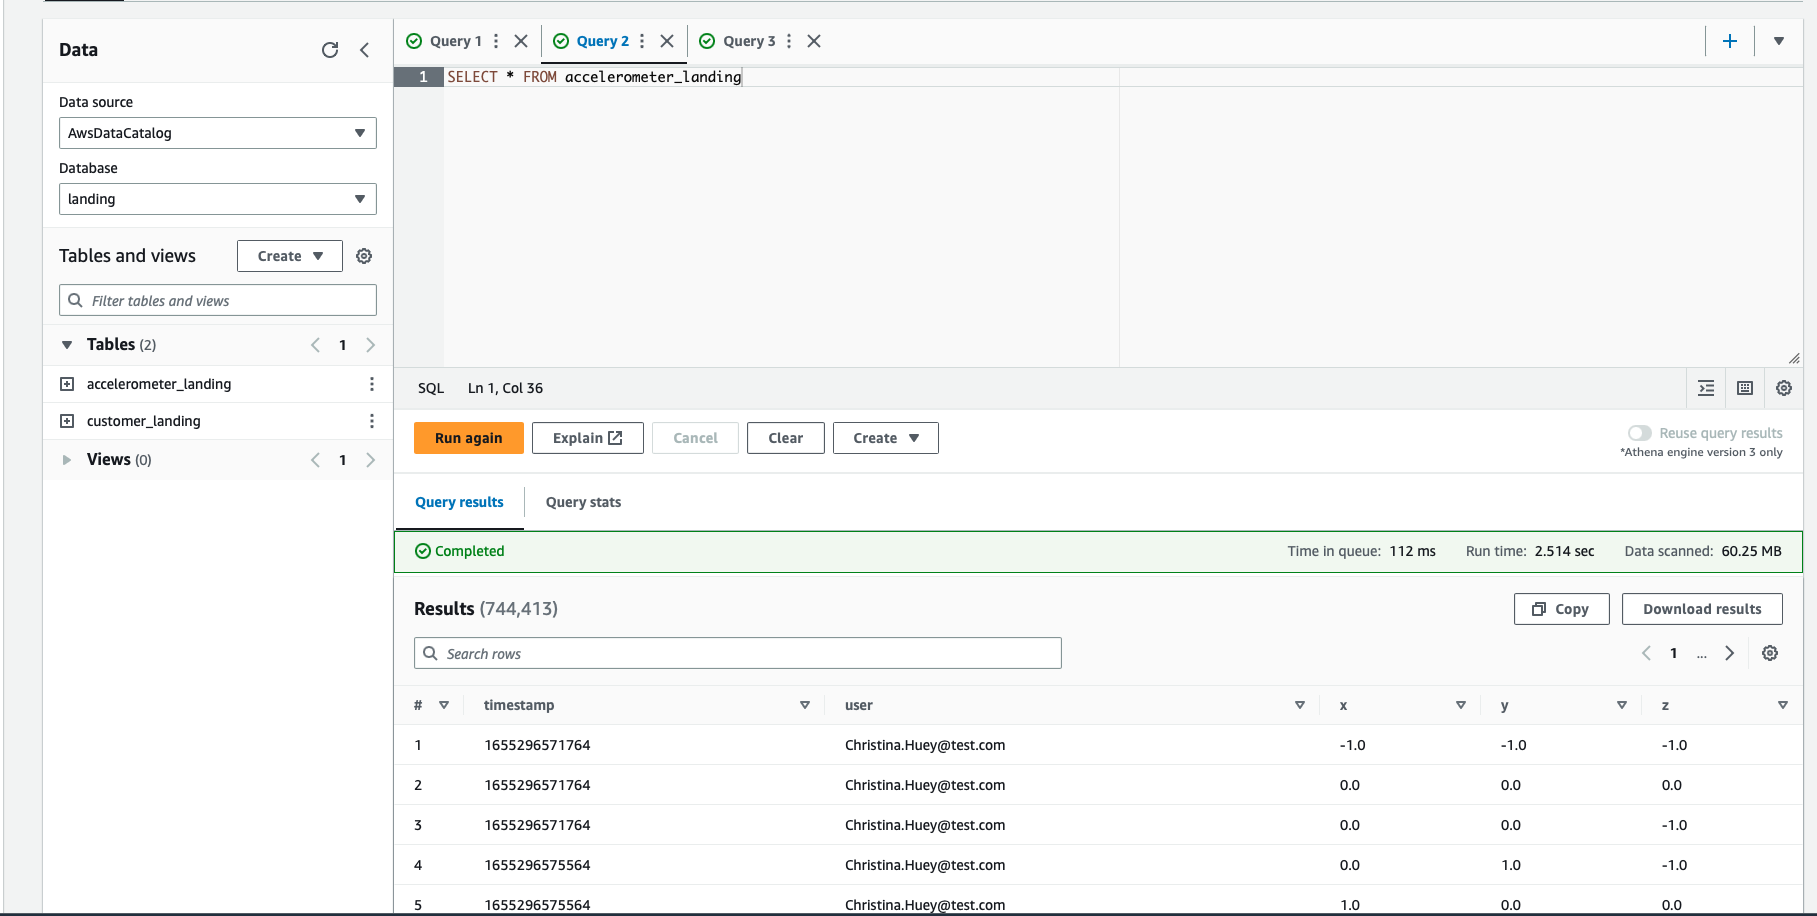 Data
Data source
AwsDataCatalog
Database
landing
Tables and views
Create
Filter tables and views
Tables (2)
1
accelerometer_landing
customer_landing
Views (0)
1
Query 1
Query 2
Query 3
1 SELECT * FROM accelerometer_landing
SQL Ln 1, Col 36
Run again
Explain
Cancel
Clear
Create
Reuse query results
*Athena engine version 3 only
Query results
Query stats
Completed
Time in queue: 112 ms Run time: 2.514 sec Data scanned: 60.25 MB
Results (744,413)
Copy
Download results
Search rows
1 ...
# timestamp user x y z
1 1655296571764 Christina.Huey@test.com -1.0 -1.0 -1.0
2 1655296571764 Christina.Huey@test.com 0.0 0.0 0.0
3 1655296571764 Christina.Huey@test.com 0.0 0.0 -1.0
4 1655296575564 Christina.Huey@test.com 0.0 1.0 -1.0
5 1655296575564 Christina.Huey@test.com 1.0 0.0 0.0